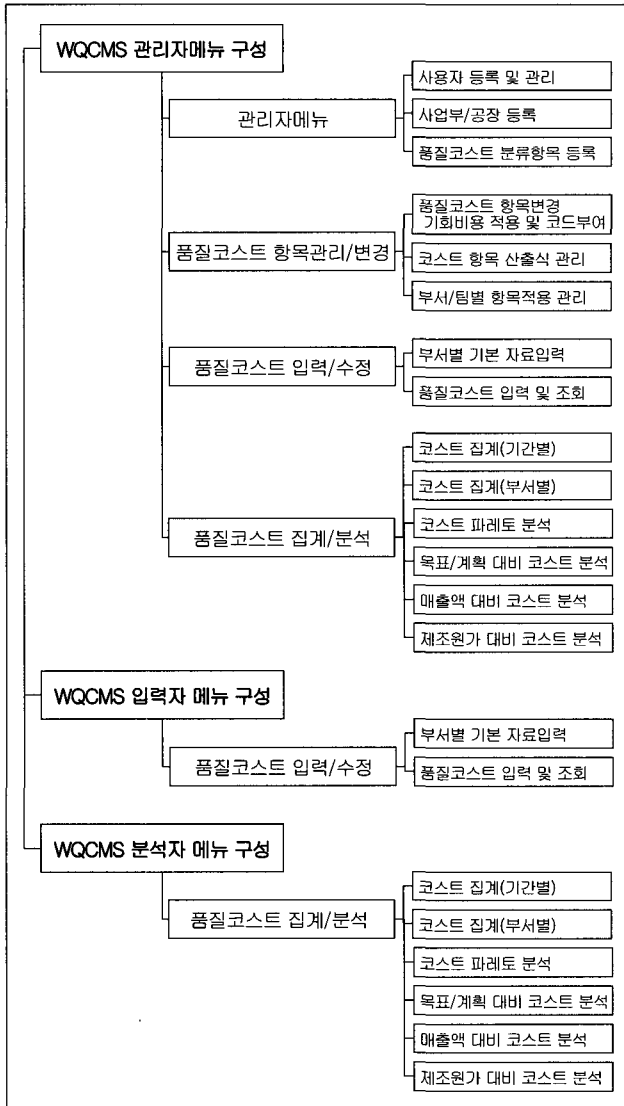 WQCMS 관리자메뉴 구성
관리자메뉴
사용자 등록 및 관리
사업부/공장 등록
품질코스트 분류항목 등록
품질코스트 항목관리/변경
품질코스트 항목변경
기회비용 적용 및 코드부여
코스트 항목 산출식 관리
부서/팀별 항목적용 관리
품질코스트 입력/수정
부서별 기본 자료입력
품질코스트 입력 및 조회
품질코스트 집계/분석
코스트 집계(기간별)
코스트 집계(부서별)
코스트 파레토 분석
목표/계획 대비 코스트 분석
매출액 대비 코스트 분석
제조원가 대비 코스트 분석
WQCMS 입력자 메뉴 구성
품질코스트 입력/수정
부서별 기본 자료입력
품질코스트 입력 및 조회
WQCMS 분석자 메뉴 구성
품질코스트 집계/분석
코스트 집계(기간별)
코스트 집계(부서별)
코스트 파레토 분석
목표/계획 대비 코스트 분석
매출액 대비 코스트 분석
제조원가 대비 코스트 분석